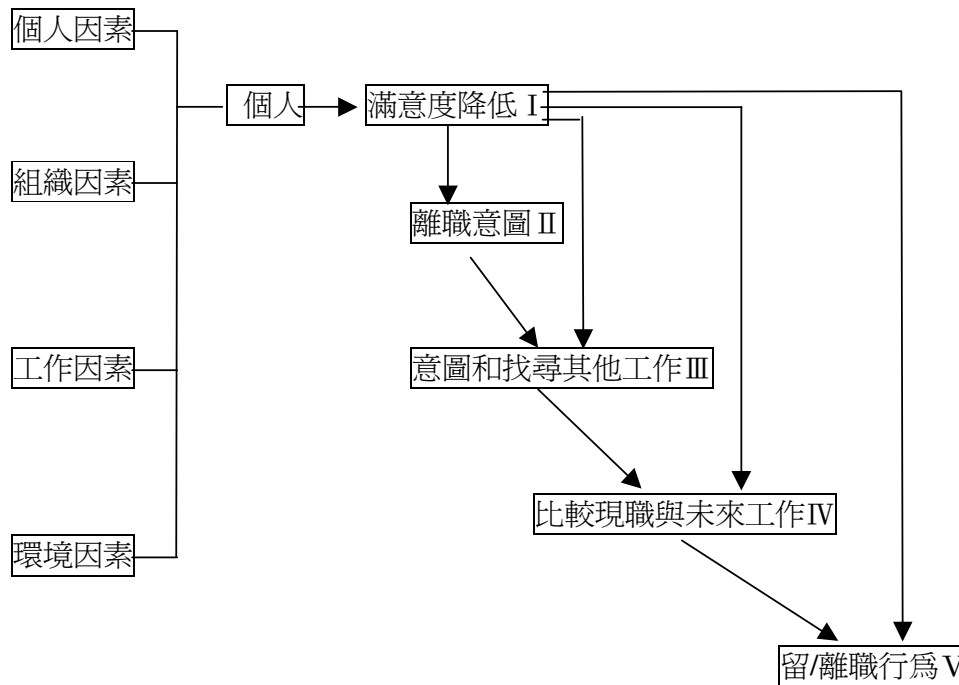 個人因素
個人
滿意度降低Ⅰ
組織因素
離職意圖Ⅱ
工作因素
意圖和找尋其他工作Ⅲ
比較現職與未來工作Ⅳ
環境因素
留/離職行為Ⅴ